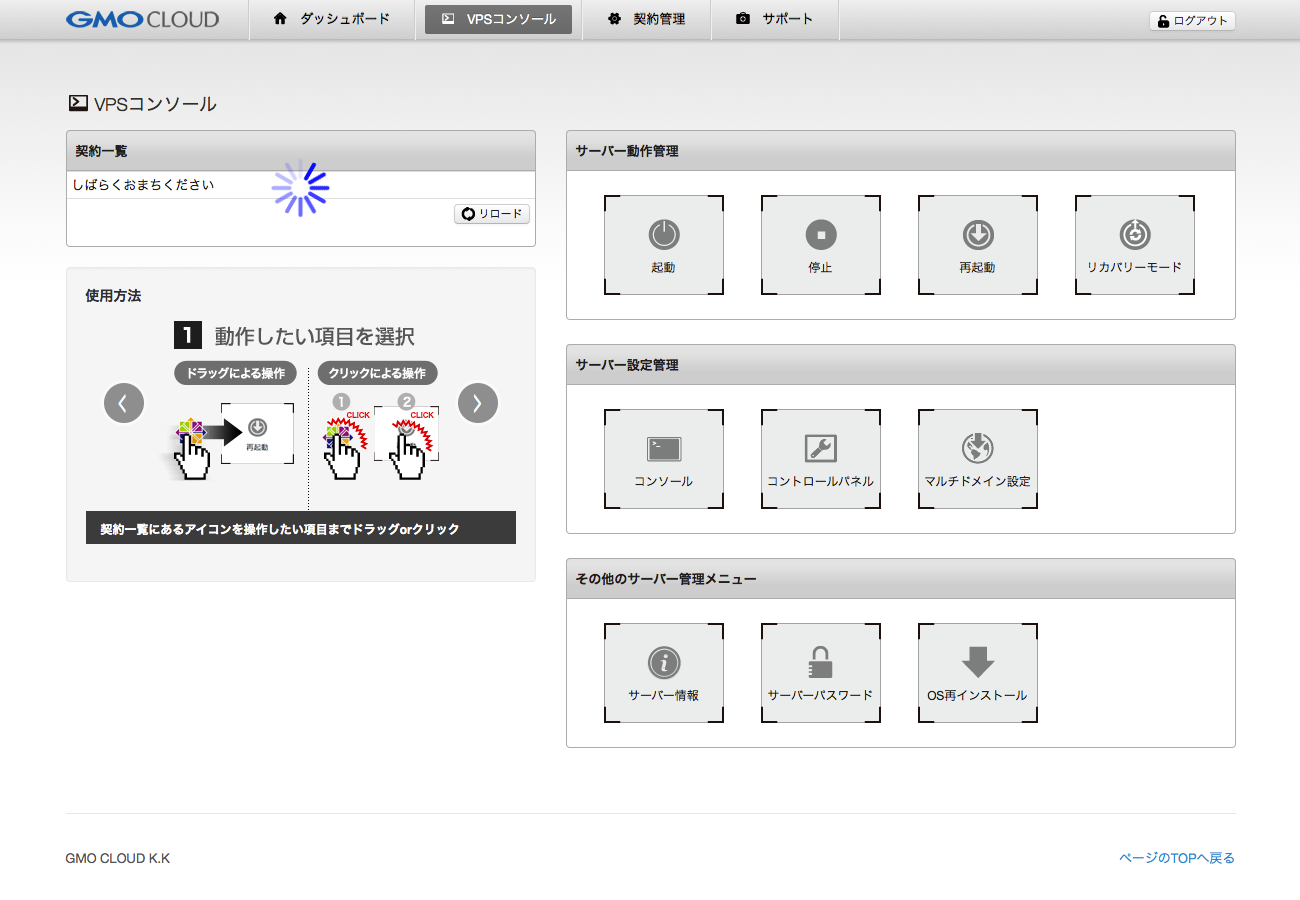 GMO CLOUD
ダッシュボード
VPSコンソール
契約管理
サポート
ログアウト
VPSコンソール
契約一覧
しばらくおまちください
リロード
使用方法
1 動作したい項目を選択
ドラッグによる操作
クリックによる操作
再起動
1
CLICK
2
CLICK
契約一覧にあるアイコンを操作したい項目までドラッグorクリック
サーバー動作管理
起動
停止
再起動
リカバリーモード
サーバー設定管理
コンソール
コントロールパネル
マルチドメイン設定
その他のサーバー管理メニュー
サーバー情報
サーバーパスワード
OS再インストール
GMO CLOUD K.K
ページのTOPへ戻る